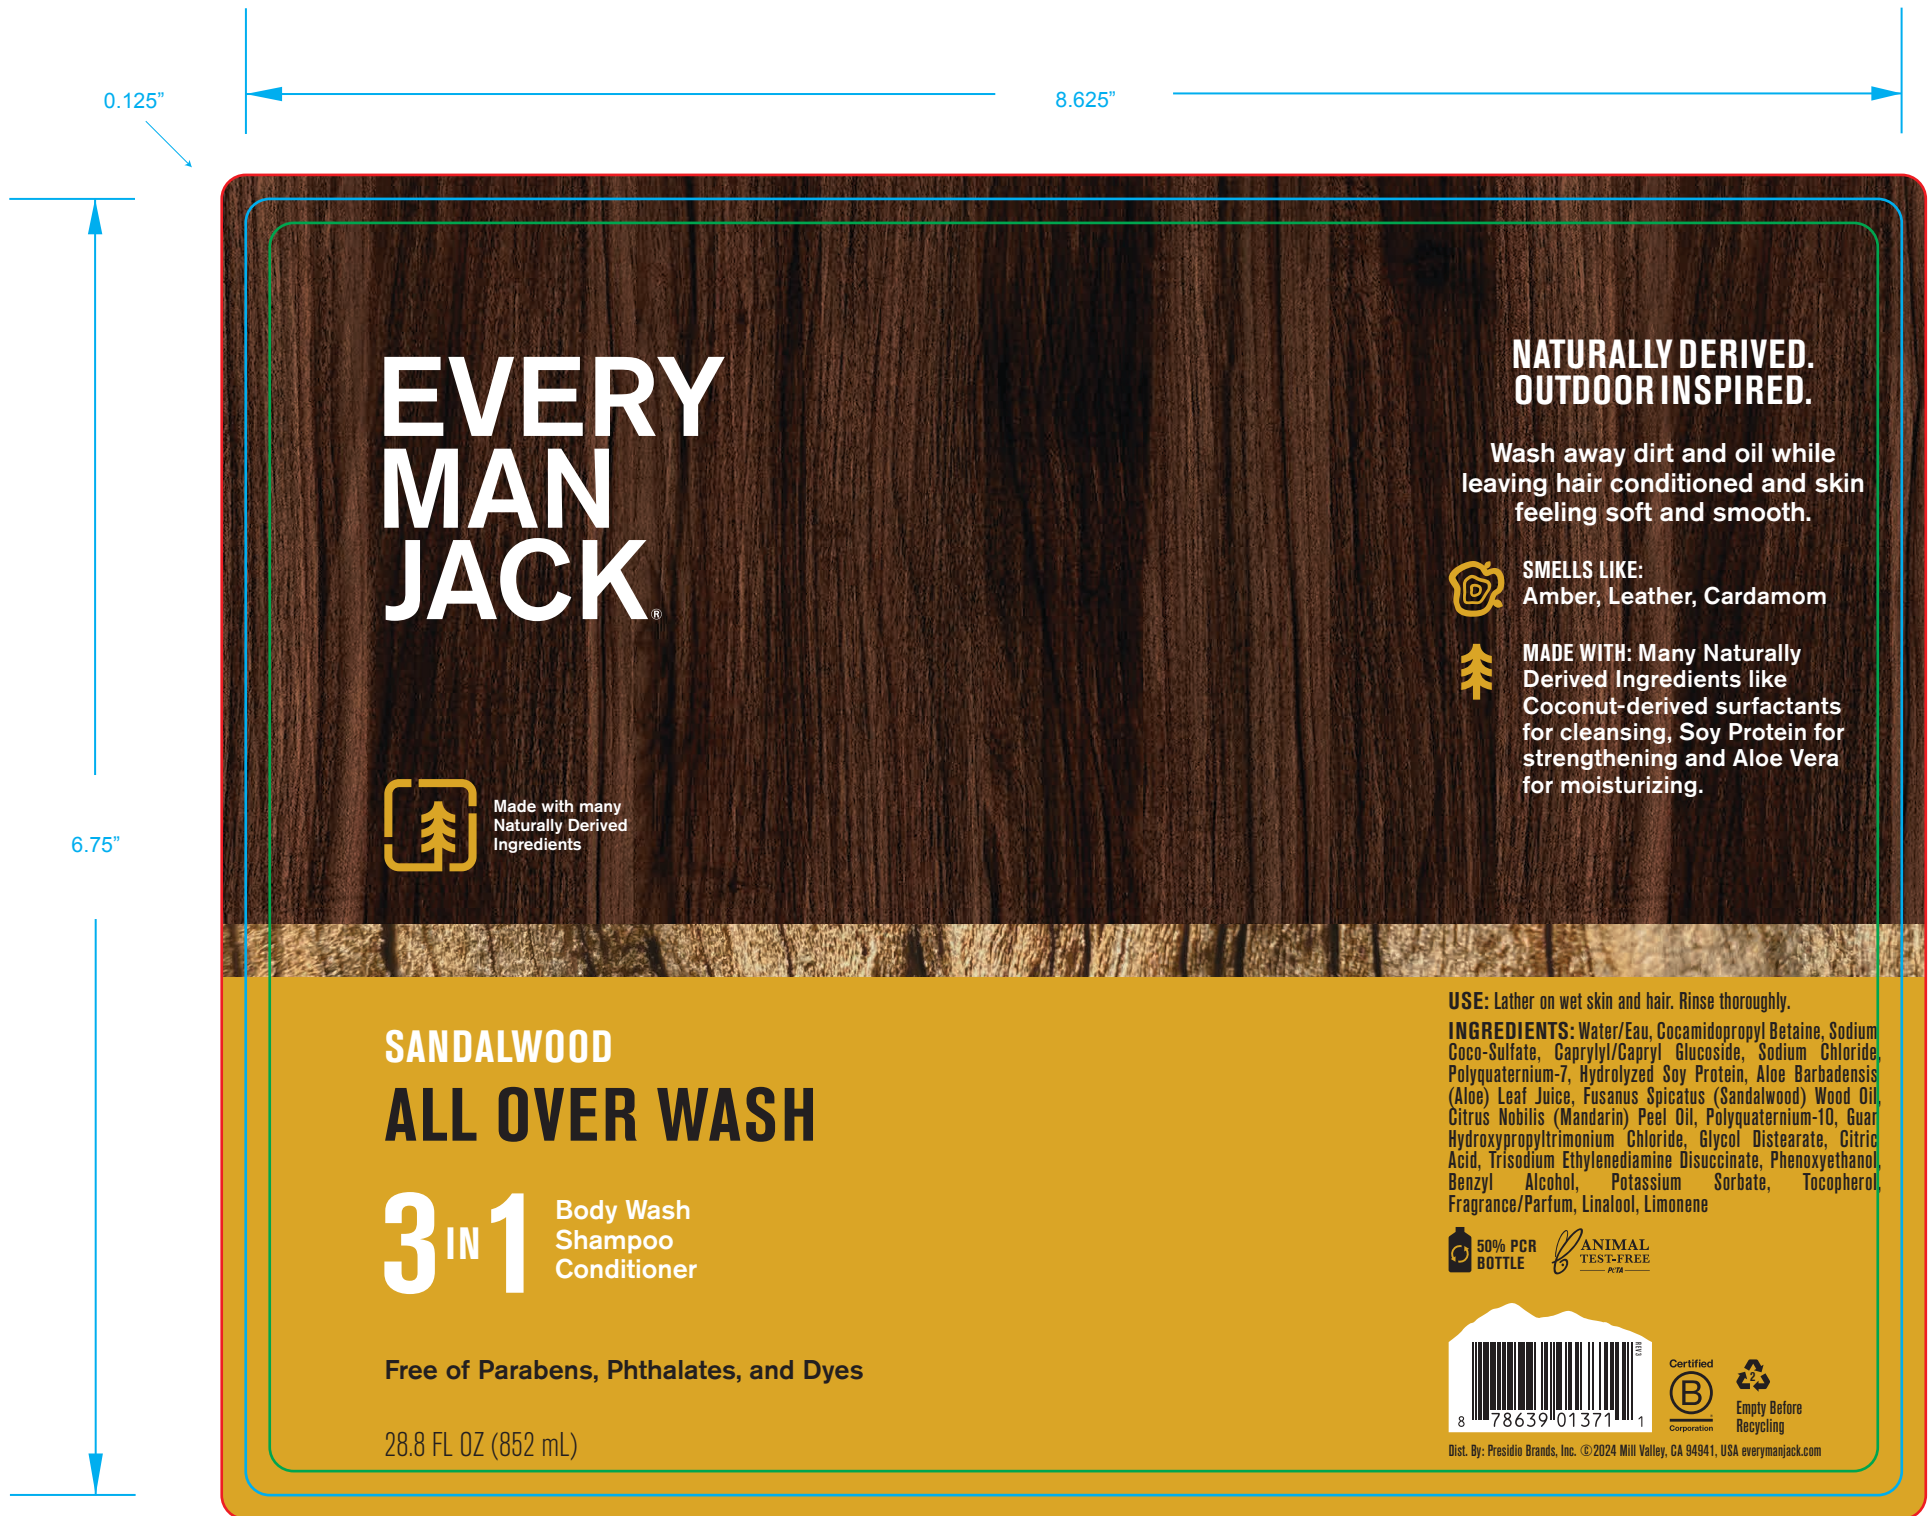 0.125”
8.625”
6.75”
EVERY
MAN
JACK®
Made with many
Naturally Derived
Ingredients
SANDALWOOD
ALL OVER WASH
3 IN 1
Body Wash
Shampoo
Conditioner
Free of Parabens, Phthalates, and Dyes
28.8 FL OZ (852 mL)
NATURALLY DERIVED.
OUTDOOR INSPIRED.
Wash away dirt and oil while
leaving hair conditioned and skin
feeling soft and smooth.
SMELLS LIKE:
Amber, Leather, Cardamom
MADE WITH: Many Naturally
Derived Ingredients like
Coconut-derived surfactants
for cleansing, Soy Protein for
strengthening and Aloe Vera
for moisturizing.
USE: Lather on wet skin and hair. Rinse thoroughly.
INGREDIENTS: Water/Eau, Cocamidopropyl Betaine, Sodium
Coco-Sulfate, Caprylyl/Capryl Glucoside, Sodium Chloride,
Polyquaternium-7, Hydrolyzed Soy Protein, Aloe Barbadensis
(Aloe) Leaf Juice, Fusanus Spicatus (Sandalwood) Wood Oil,
Citrus Nobilis (Mandarin) Peel Oil, Polyquaternium-10, Guar
Hydroxypropyltrimonium Chloride, Glycol Distearate, Citric
Acid, Trisodium Ethylenediamine Disuccinate, Phenoxyethanol,
Benzyl Alcohol, Potassium Sorbate, Tocopherol,
Fragrance/Parfum, Linalool, Limonene
50% PCR
BOTTLE
ANIMAL
TEST-FREE
PETA
REV3
8 78639 01371 1
Certified
B
Corporation
2
Empty Before
Recycling
Dist. By: Presidio Brands, Inc. ©2024 Mill Valley, CA 94941, USA everymanjack.com